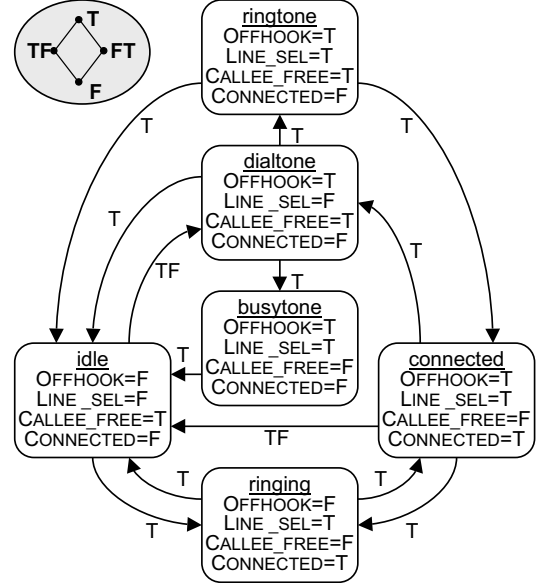 T
TF
FT
F
ringtone
OFFHOOK=T
LINE_SEL=T
CALLEE_FREE=T
CONNECTED=F
T
T
T
dialtone
OFFHOOK=T
LINE_SEL=F
CALLEE_FREE=T
CONNECTED=F
T
TF
T
T
busytone
OFFHOOK=T
LINE_SEL=T
CALLEE_FREE=F
CONNECTED=F
T
idle
OFFHOOK=F
LINE_SEL=F
CALLEE_FREE=T
CONNECTED=F
connected
OFFHOOK=T
LINE_SEL=T
CALLEE_FREE=F
CONNECTED=T
TF
T
T
ringing
OFFHOOK=F
LINE_SEL=T
CALLEE_FREE=F
CONNECTED=T
T
T